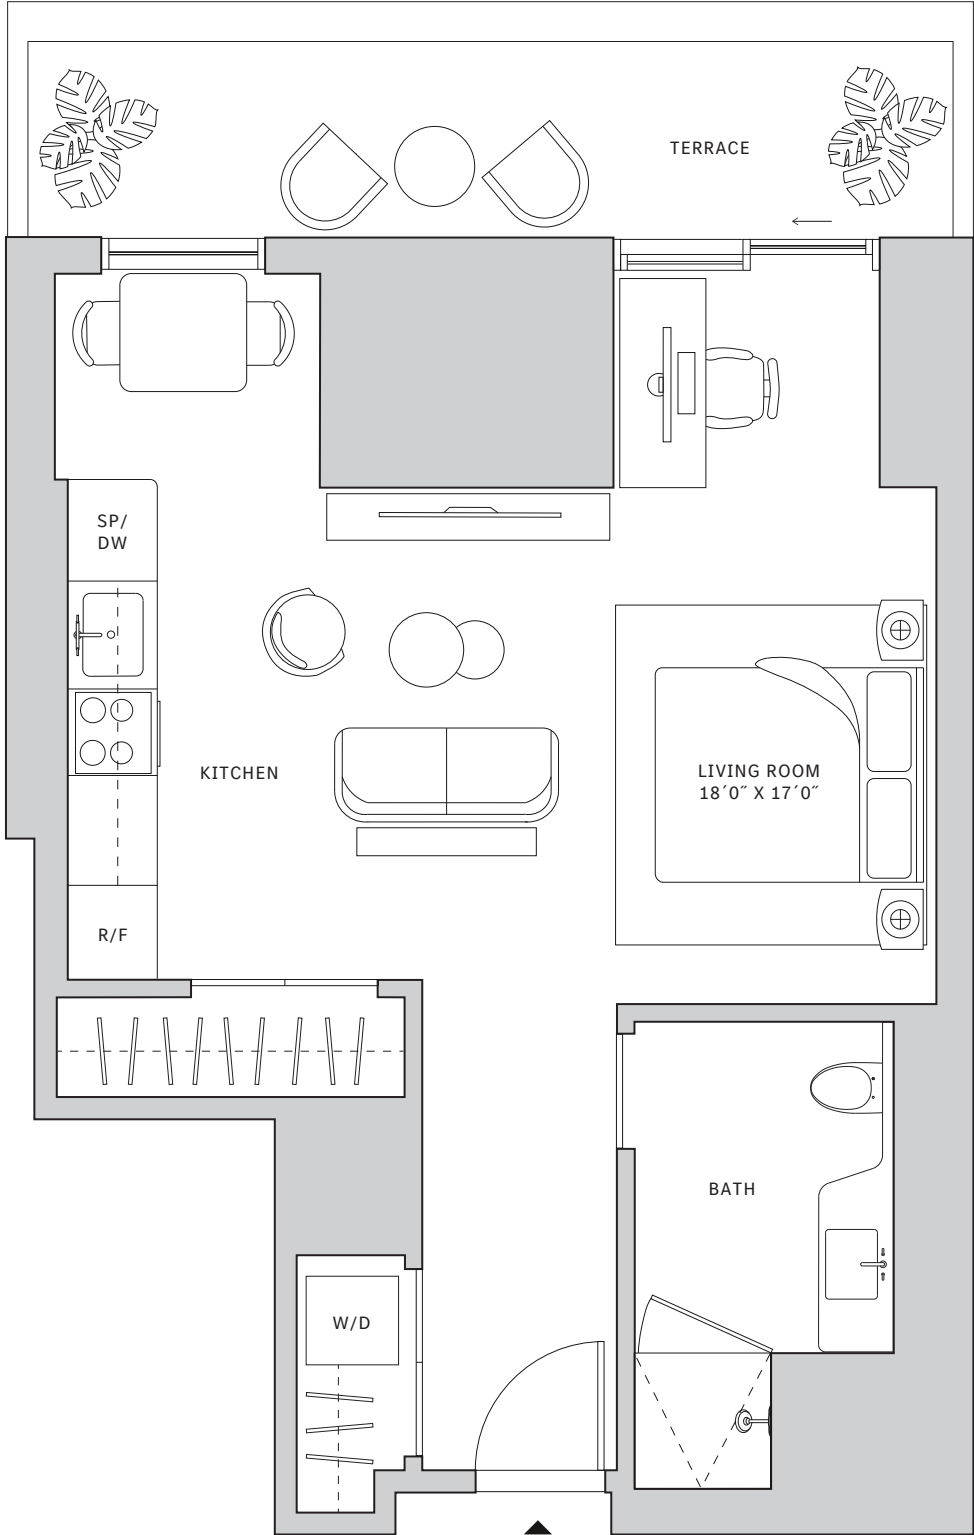 TERRACE
SP/
DW
KITCHEN
LIVING ROOM
18´0˝ X 17´0˝
R/F
BATH
W/D